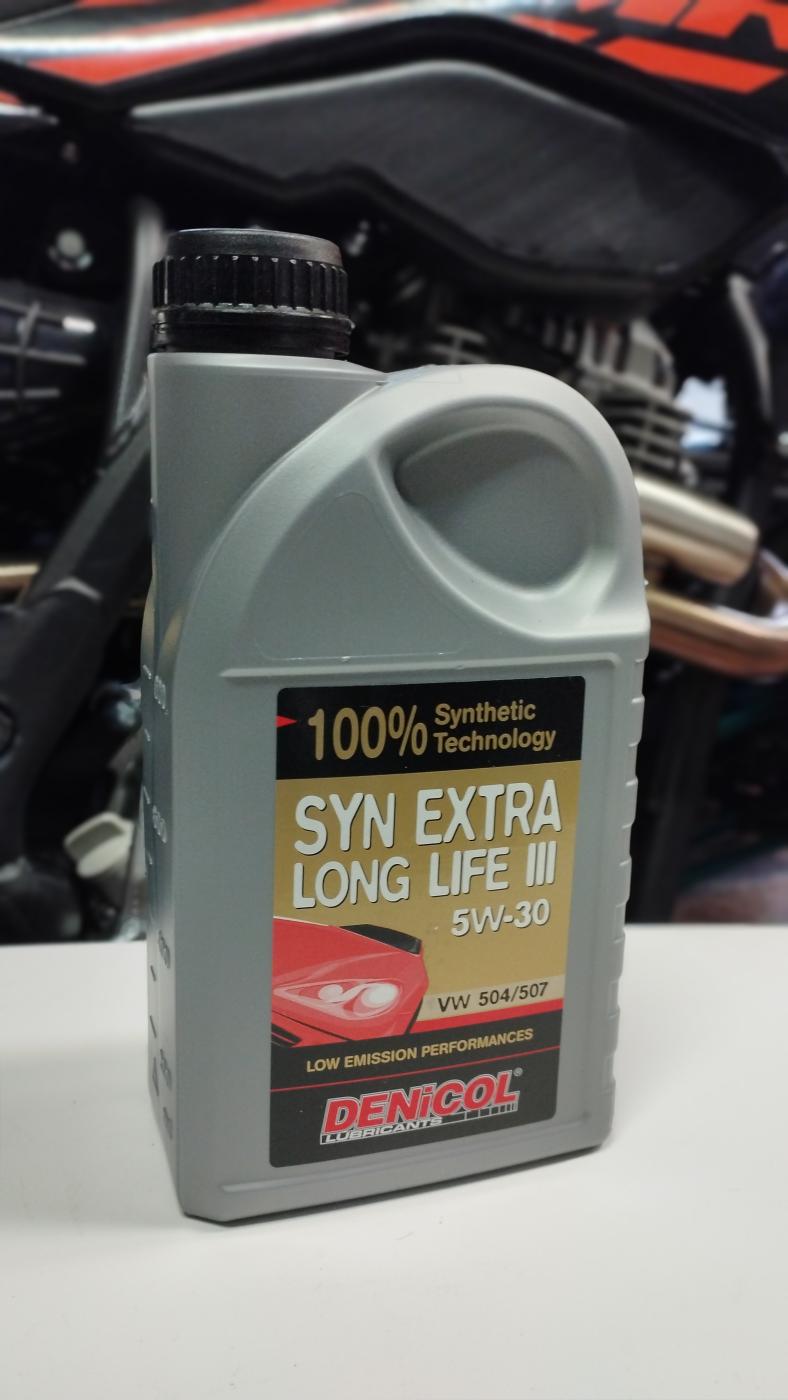 100% Synthetic
Technology
SYN EXTRA
LONG LIFE III
5W-30
VW 504/507
LOW EMISSION PERFORMANCES
DENiCOL®
LUBRICANTS